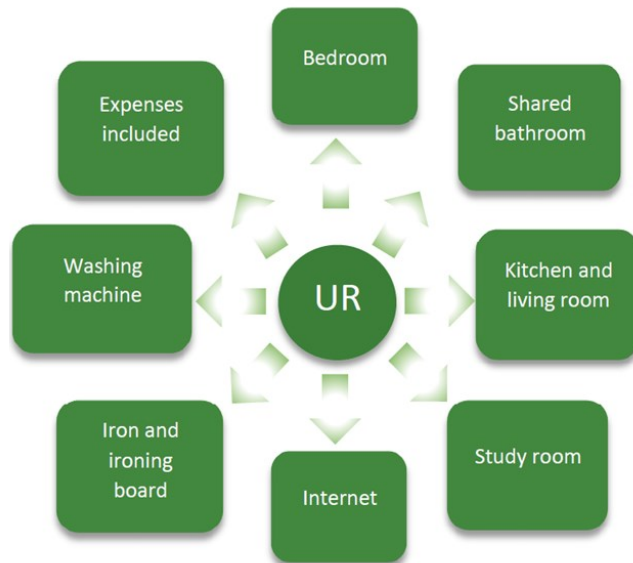 Bedroom
Expenses
included
Shared
bathroom
Washing
machine
UR
Kitchen and
living room
Iron and
ironing
board
Internet
Study room